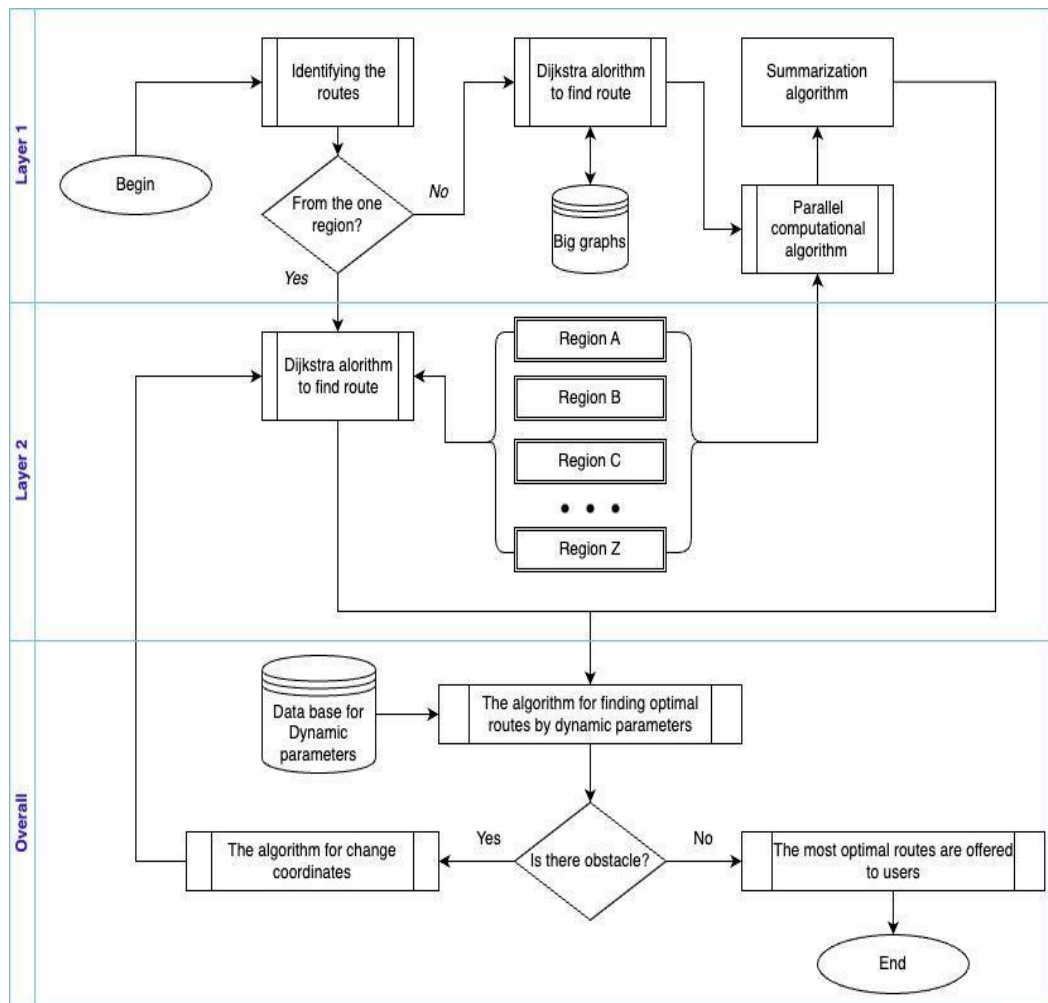 Layer 1
Begin
Identifying the
routes
From the one
region?
No
Yes
Dijkstra alorithm
to find route
Big graphs
Summarization
algorithm
Parallel
computational
algorithm
Layer 2
Dijkstra alorithm
to find route
Region A
Region B
Region C
• • •
Region Z
Overall
Data base for
Dynamic
parameters
The algorithm for finding optimal
routes by dynamic parameters
Is there obstacle?
Yes
No
The algorithm for change
coordinates
The most optimal routes are offered
to users
End